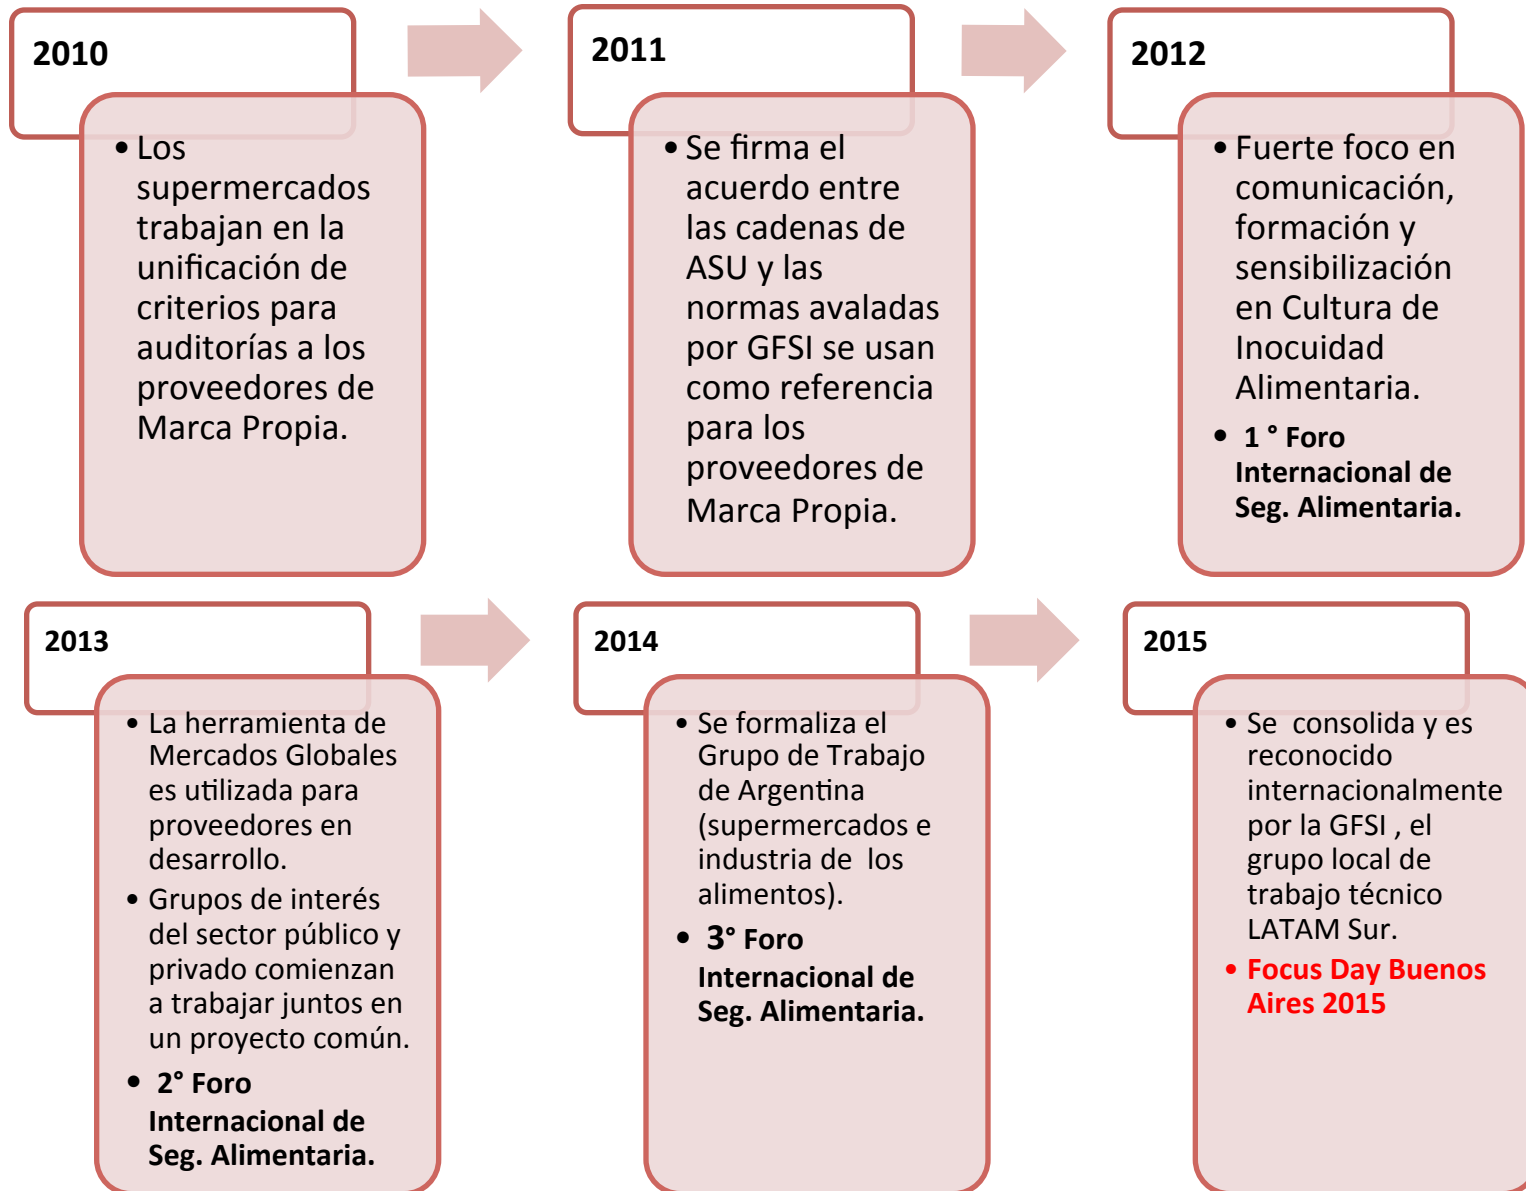 2010
• Los
supermercados
trabajan en la
unificación de
criterios para
auditorías a los
proveedores de
Marca Propia.
2011
• Se firma el
acuerdo entre
las cadenas de
ASU y las
normas avaladas
por GFSI se usan
como referencia
para los
proveedores de
Marca Propia.
2012
• Fuerte foco en
comunicación,
formación y
sensibilización
en Cultura de
Inocuidad
Alimentaria.
• 1 ° Foro
Internacional de
Seg. Alimentaria.
2013
• La herramienta de
Mercados Globales
es utilizada para
proveedores en
desarrollo.
• Grupos de interés
del sector público y
privado comienzan
a trabajar juntos en
un proyecto común.
• 2° Foro
Internacional de
Seg. Alimentaria.
2014
• Se formaliza el
Grupo de Trabajo
de Argentina
(supermercados e
industria de los
alimentos).
• 3° Foro
Internacional de
Seg. Alimentaria.
2015
• Se consolida y es
reconocido
internacionalmente
por la GFSI , el
grupo local de
trabajo técnico
LATAM Sur.
• Focus Day Buenos
Aires 2015